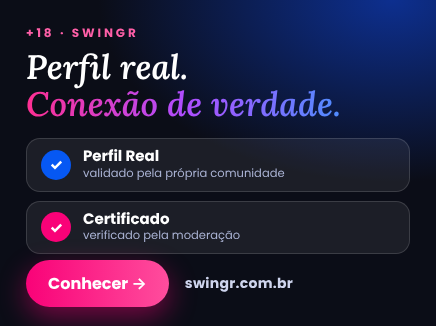 +18 · SWINGR
Perfil real.
Conexão de verdade.
Perfil Real
validado pela própria comunidade
Certificado
verificado pela moderação
Conhecer →
swingr.com.br